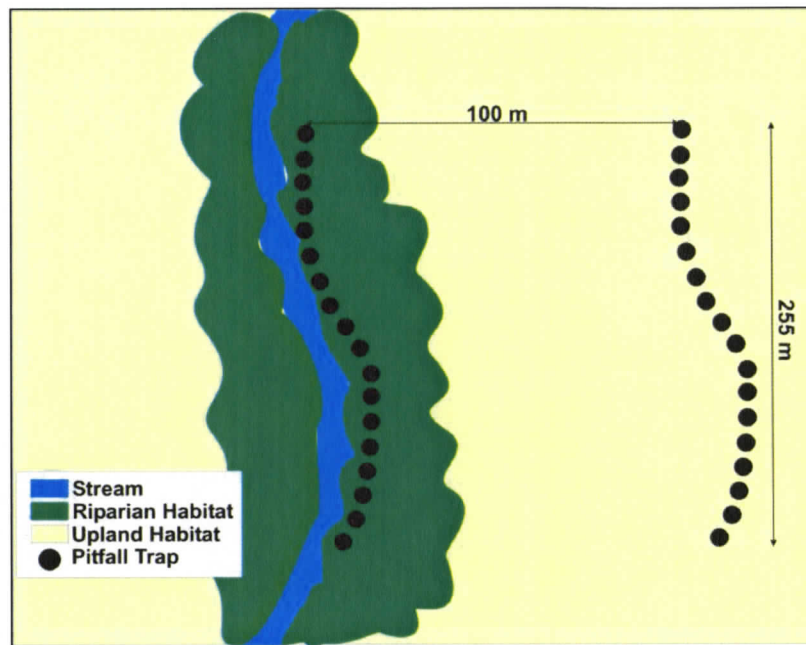 100 m
255 m
Stream
Riparian Habitat
Upland Habitat
Pitfall Trap